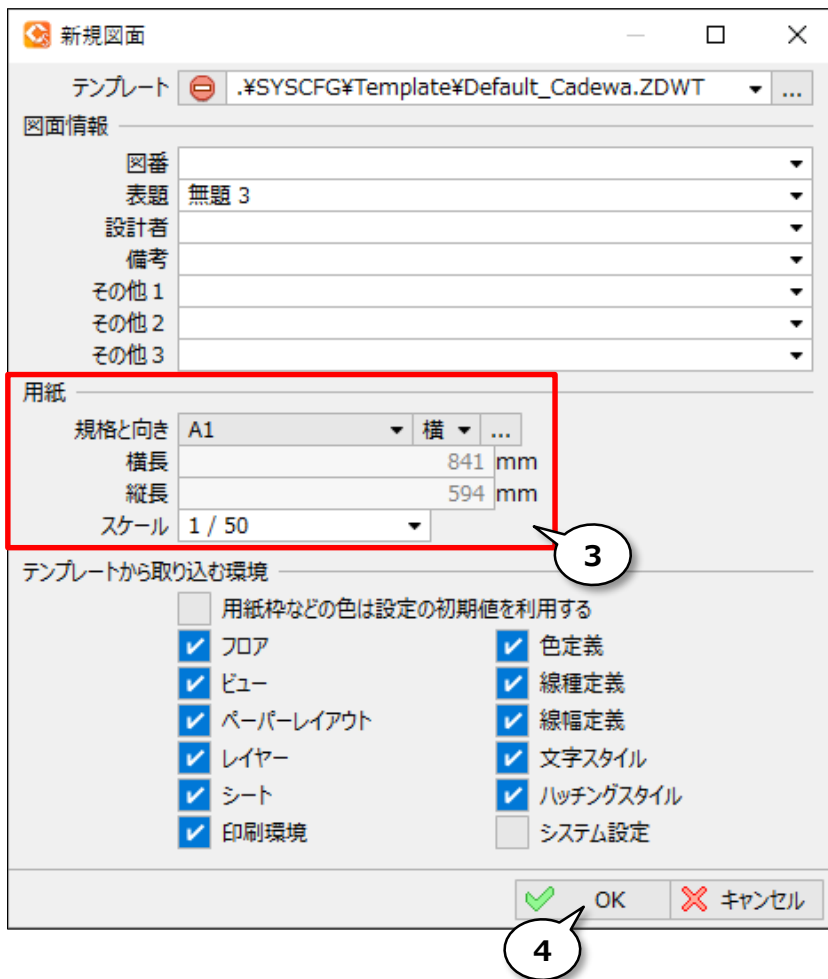 新規図面
テンプレート .¥SYSCFG¥Template¥Default_Cadewa.ZDWT ...
図面情報
図番
表題 無題 3
設計者
備考
その他 1
その他 2
その他 3
用紙
規格と向き A1 横 ...
横長 841 mm
縦長 594 mm
スケール 1 / 50
3
テンプレートから取り込む環境
用紙枠などの色は設定の初期値を利用する
フロア 色定義
ビュー 線種定義
ペーパーレイアウト 線幅定義
レイヤー 文字スタイル
シート ハッチングスタイル
印刷環境 システム設定
OK キャンセル
4